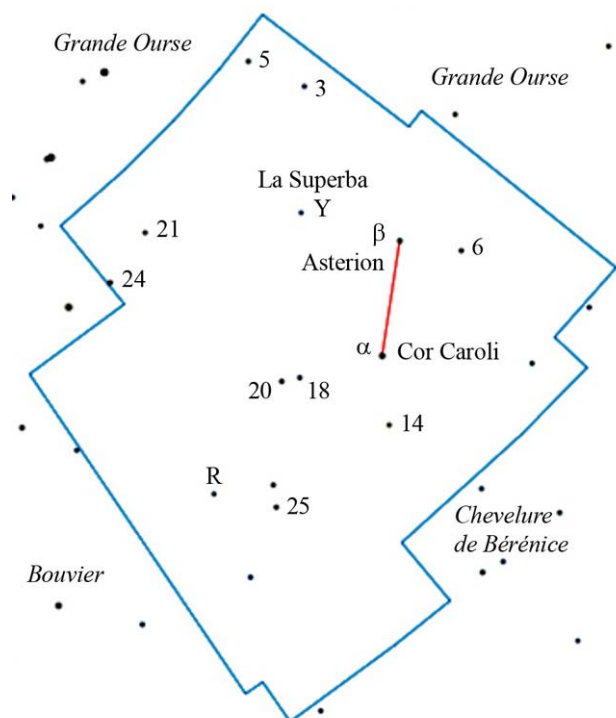 Grande Ourse
5
3
Grande Ourse
La Superba
Y
21
β
6
Asterion
24
α
Cor Caroli
20
18
14
R
25
Chevelure
de Bérénice
Bouvier